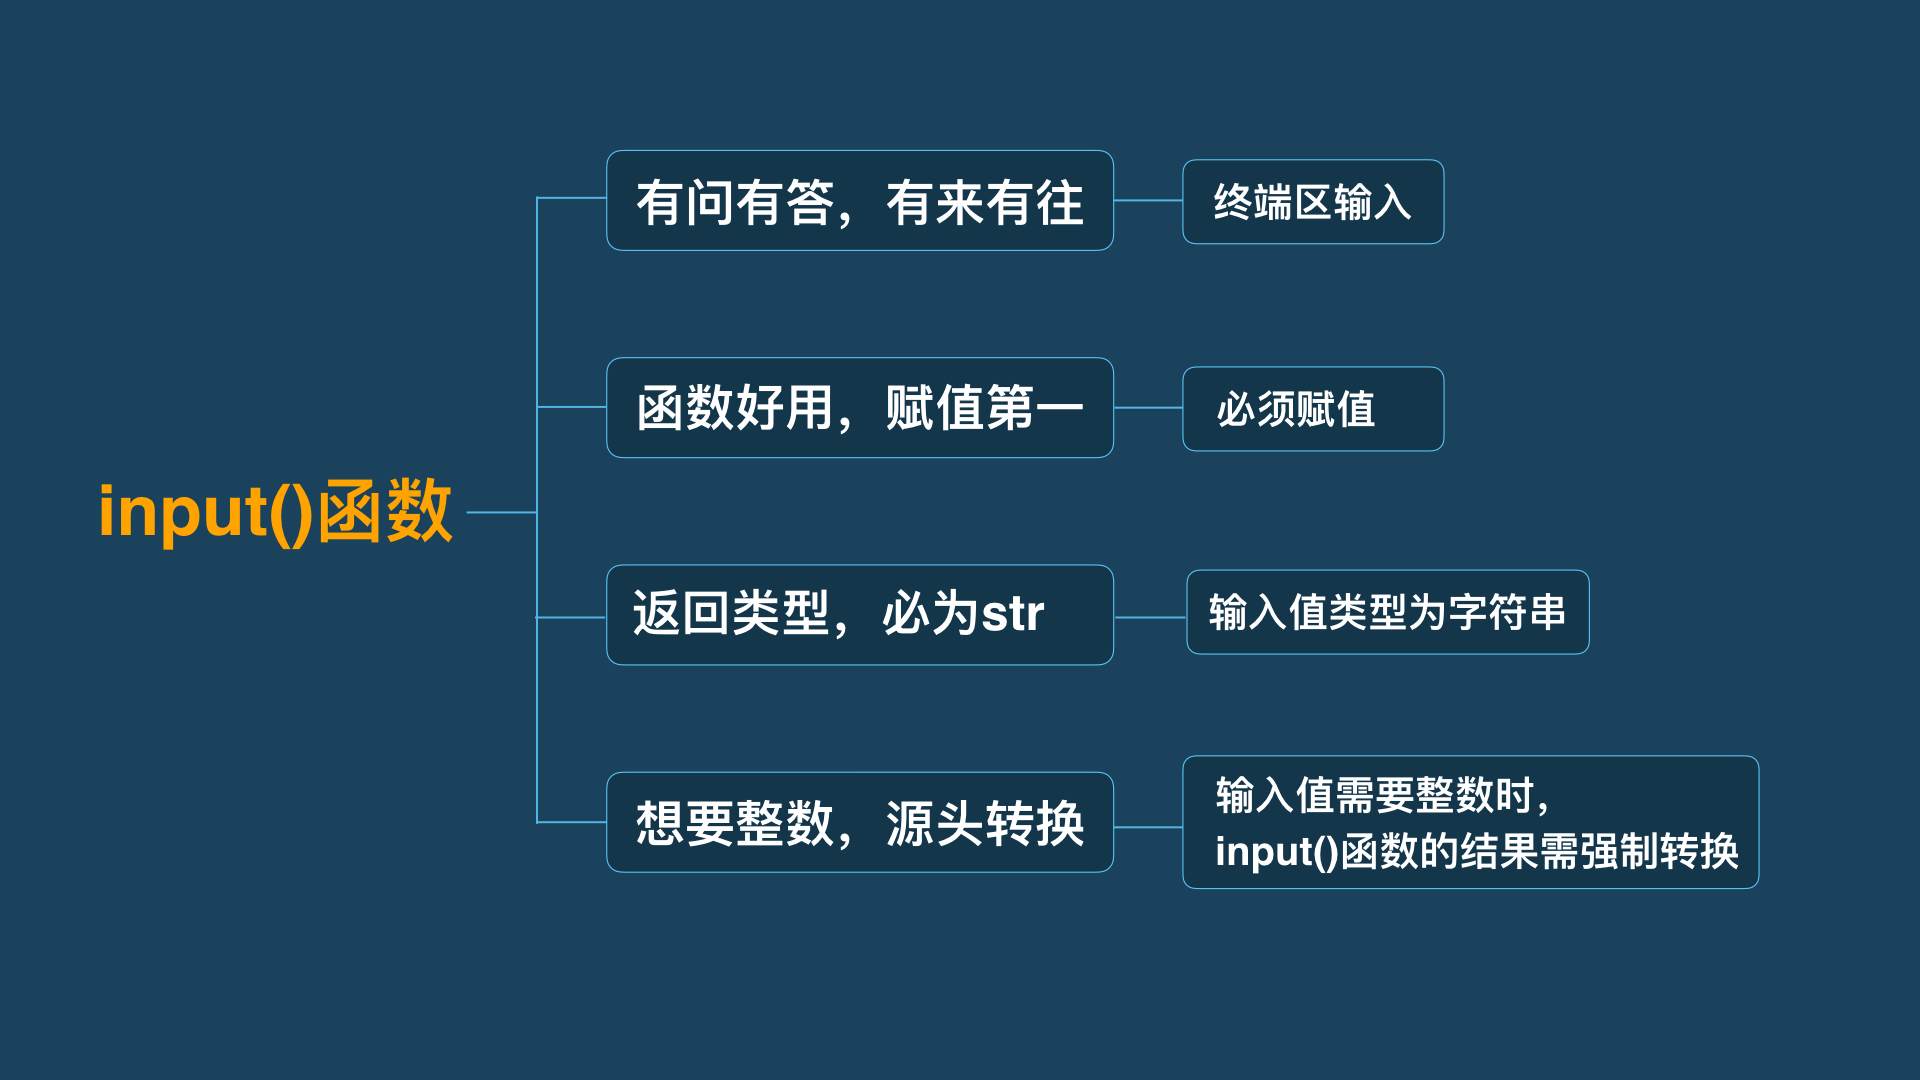 input()函数
有问有答，有来有往
终端区输入
函数好用，赋值第一
必须赋值
返回类型，必为str
输入值类型为字符串
想要整数，源头转换
输入值需要整数时，
input()函数的结果需强制转换